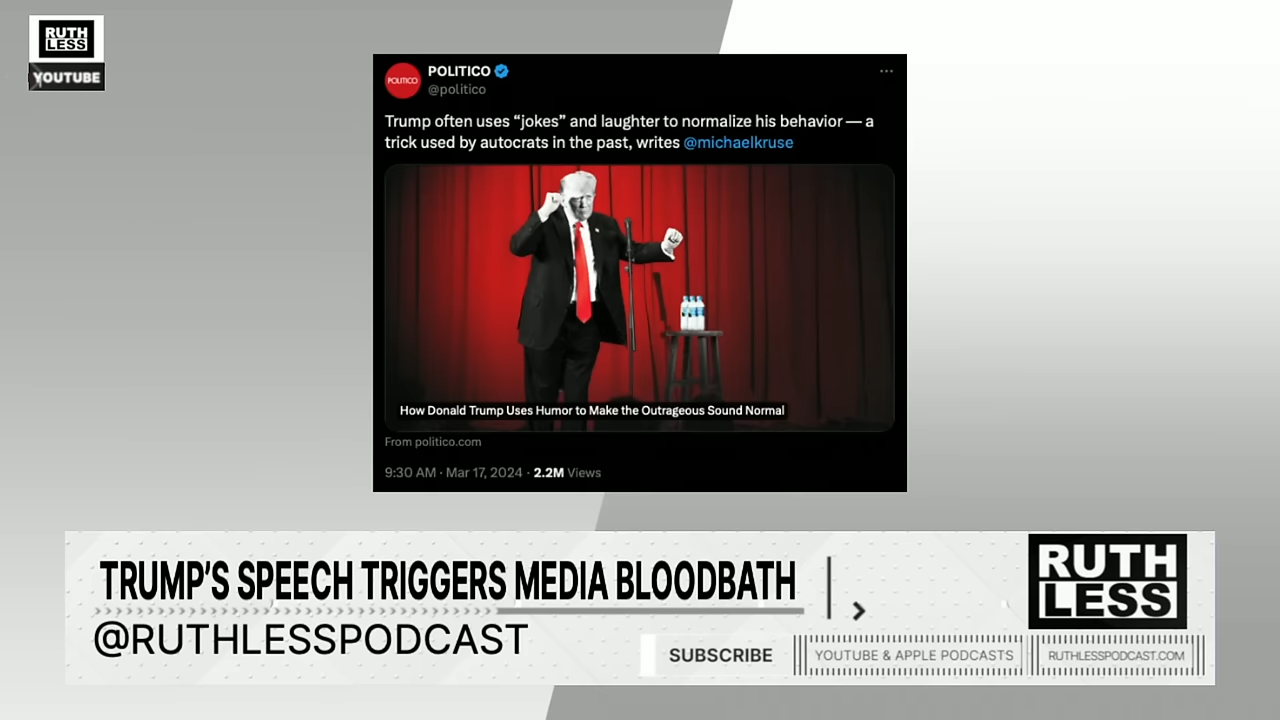 RUTH
LESS
YOUTUBE
POLITICO
POLITICO
@politico
Trump often uses “jokes” and laughter to normalize his behavior — a
trick used by autocrats in the past, writes @michaelkruse
How Donald Trump Uses Humor to Make the Outrageous Sound Normal
From politico.com
9:30 AM · Mar 17, 2024 · 2.2M Views
TRUMP'S SPEECH TRIGGERS MEDIA BLOODBATH
@RUTHLESSPODCAST
RUTH
LESS
SUBSCRIBE
YOUTUBE & APPLE PODCASTS
RUTHLESSPODCAST.COM